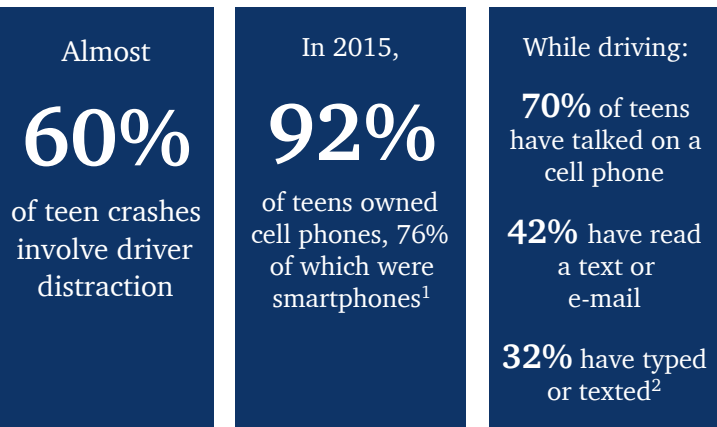 Almost
60%
of teen crashes
involve driver
distraction
In 2015,
92%
of teens owned
cell phones, 76%
of which were
smartphones¹
While driving:
70% of teens
have talked on a
cell phone
42% have read
a text or
e-mail
32% have typed
or texted²